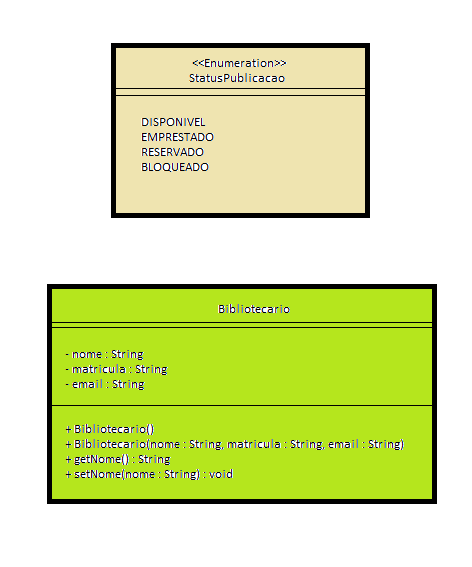 <<Enumeration>>
StatusPublicacao
DISPONIVEL
EMPRESTADO
RESERVADO
BLOQUEADO
Bibliotecario
- nome : String
- matricula : String
- email : String
+ Bibliotecario()
+ Bibliotecario(nome : String, matricula : String, email : String)
+ getNome() : String
+ setNome(nome : String) : void